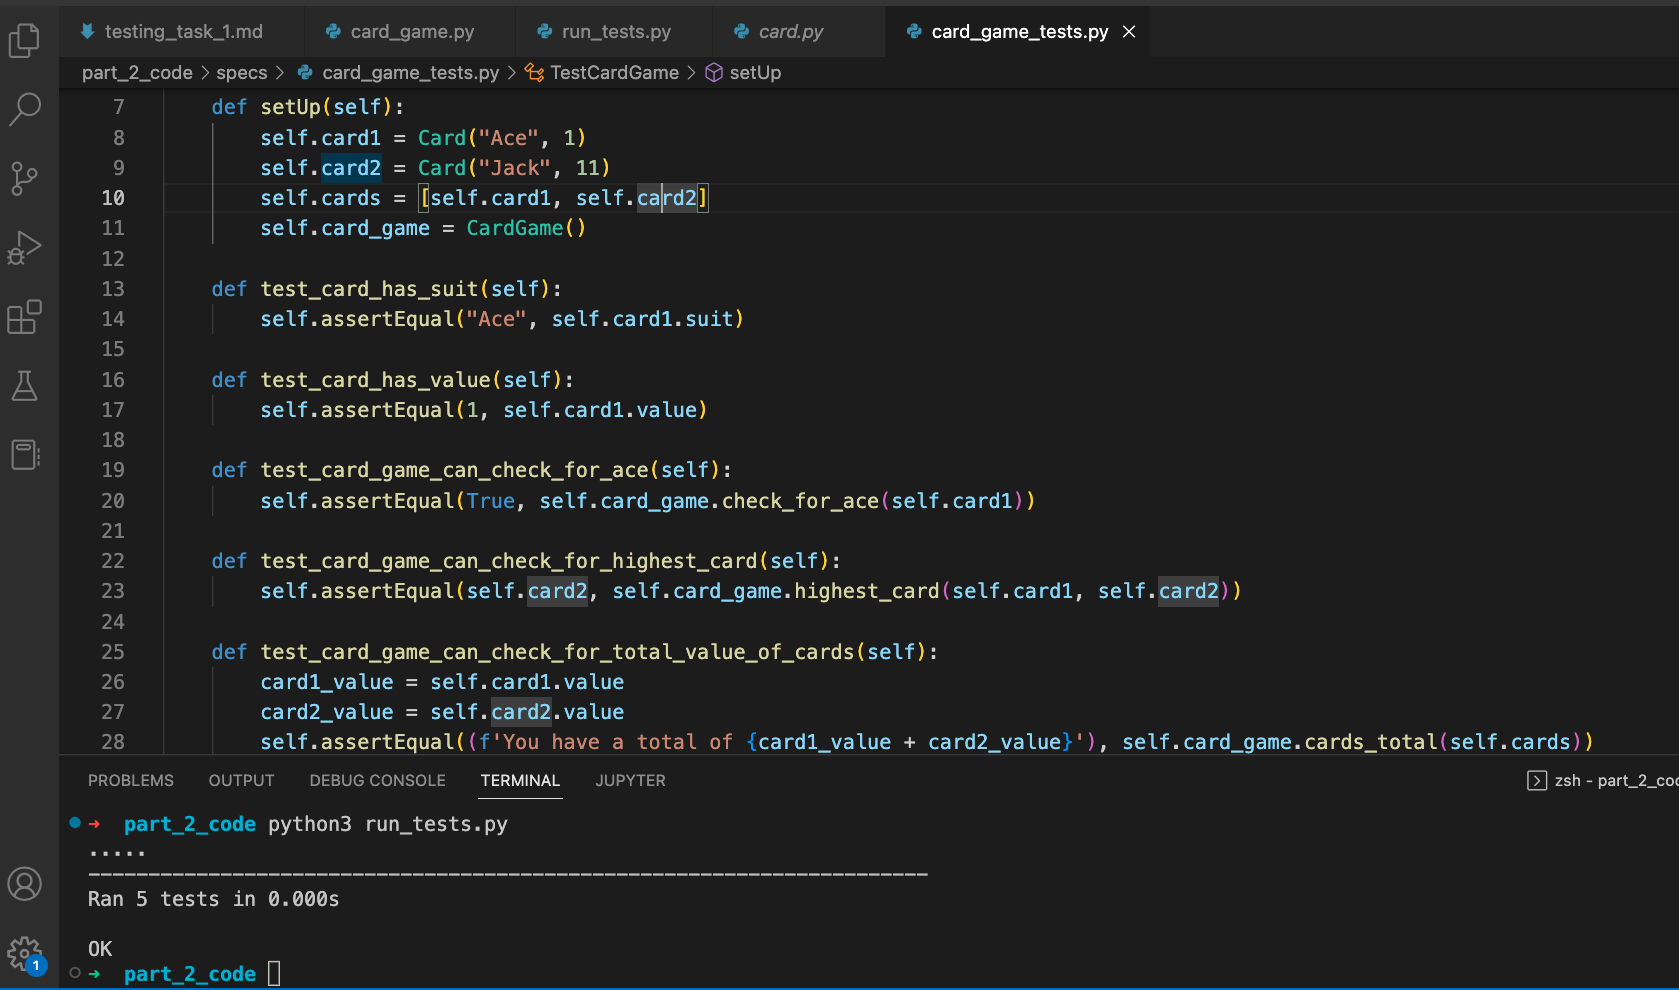 testing_task_1.md card_game.py run_tests.py card.py card_game_tests.py
part_2_code > specs > card_game_tests.py > TestCardGame > setUp
7 def setUp(self):
8 self.card1 = Card("Ace", 1)
9 self.card2 = Card("Jack", 11)
10 self.cards = [self.card1, self.card2]
11 self.card_game = CardGame()
12
13 def test_card_has_suit(self):
14 self.assertEqual("Ace", self.card1.suit)
15
16 def test_card_has_value(self):
17 self.assertEqual(1, self.card1.value)
18
19 def test_card_game_can_check_for_ace(self):
20 self.assertEqual(True, self.card_game.check_for_ace(self.card1))
21
22 def test_card_game_can_check_for_highest_card(self):
23 self.assertEqual(self.card2, self.card_game.highest_card(self.card1, self.card2))
24
25 def test_card_game_can_check_for_total_value_of_cards(self):
26 card1_value = self.card1.value
27 card2_value = self.card2.value
28 self.assertEqual((f'You have a total of {card1_value + card2_value}'), self.card_game.cards_total(self.cards))
PROBLEMS OUTPUT DEBUG CONSOLE TERMINAL JUPYTER zsh - part_2_coc
➜ part_2_code python3 run_tests.py
.....
----------------------------------------------------------------------
Ran 5 tests in 0.000s
OK
1
➜ part_2_code